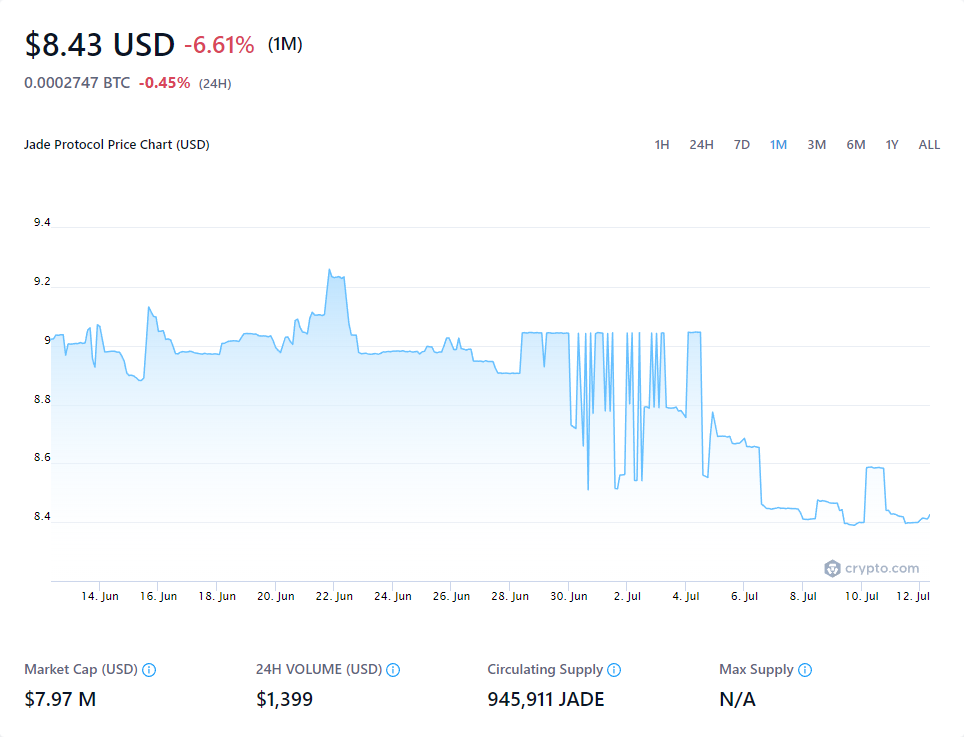 $8.43 USD -6.61% (1M)
0.0002747 BTC -0.45% (24H)
Jade Protocol Price Chart (USD) 1H 24H 7D 1M 3M 6M 1Y ALL
9.4
9.2
9
8.8
8.6
8.4
crypto.com
14. Jun 16. Jun 18. Jun 20. Jun 22. Jun 24. Jun 26. Jun 28. Jun 30. Jun 2. Jul 4. Jul 6. Jul 8. Jul 10. Jul 12. Jul
Market Cap (USD) 24H VOLUME (USD) Circulating Supply Max Supply
$7.97 M $1,399 945,911 JADE N/A